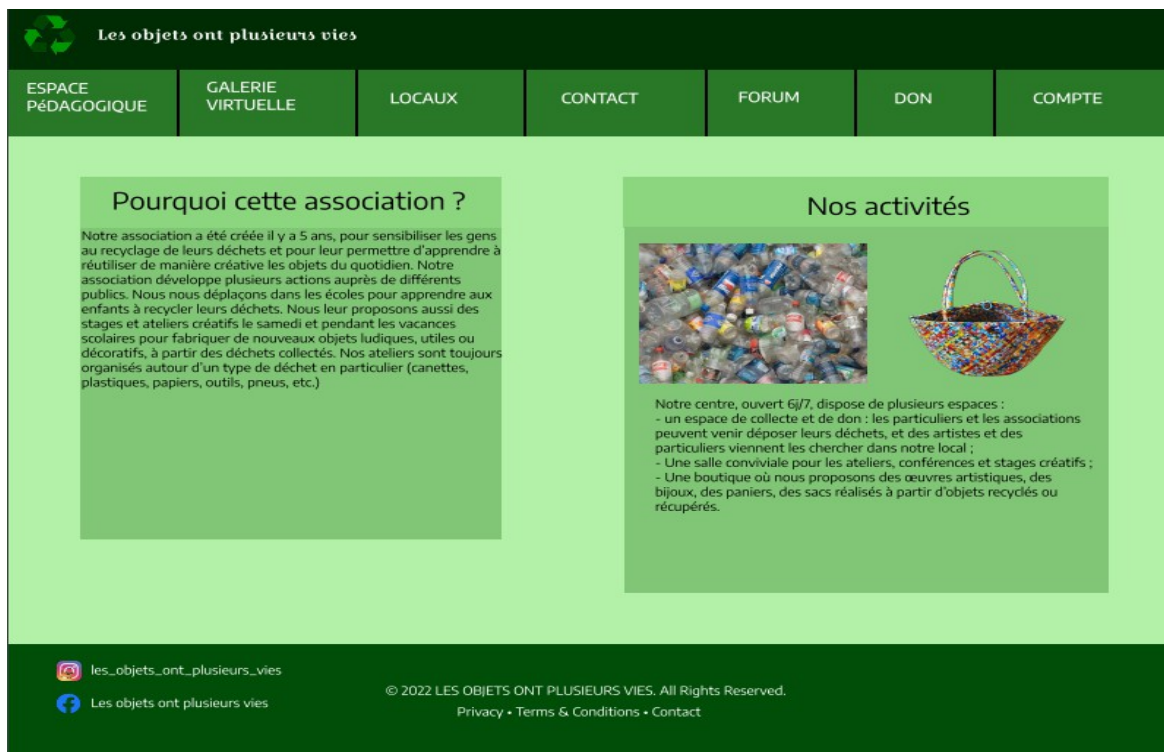 Les objets ont plusieurs vies
ESPACE
PéDAGOGIQUE
GALERIE
VIRTUELLE
LOCAUX
CONTACT
FORUM
DON
COMPTE
Pourquoi cette association ?
Notre association a été créée il y a 5 ans, pour sensibiliser les gens
au recyclage de leurs déchets et pour leur permettre d'apprendre à
réutiliser de manière créative les objets du quotidien. Notre
association développe plusieurs actions auprès de différents
publics. Nous nous déplaçons dans les écoles pour apprendre aux
enfants à recycler leurs déchets. Nous leur proposons aussi des
stages et ateliers créatifs le samedi et pendant les vacances
scolaires pour fabriquer de nouveaux objets ludiques, utiles ou
décoratifs, à partir des déchets collectés. Nos ateliers sont toujours
organisés autour d'un type de déchet en particulier (canettes,
plastiques, papiers, outils, pneus, etc.)
Nos activités
Notre centre, ouvert 6j/7, dispose de plusieurs espaces :
- un espace de collecte et de don : les particuliers et les associations
peuvent venir déposer leurs déchets, et des artistes et des
particuliers viennent les chercher dans notre local ;
- Une salle conviviale pour les ateliers, conférences et stages créatifs ;
- Une boutique où nous proposons des œuvres artistiques, des
bijoux, des paniers, des sacs réalisés à partir d'objets recyclés ou
récupérés.
les_objets_ont_plusieurs_vies
Les objets ont plusieurs vies
© 2022 LES OBJETS ONT PLUSIEURS VIES. All Rights Reserved.
Privacy • Terms & Conditions • Contact